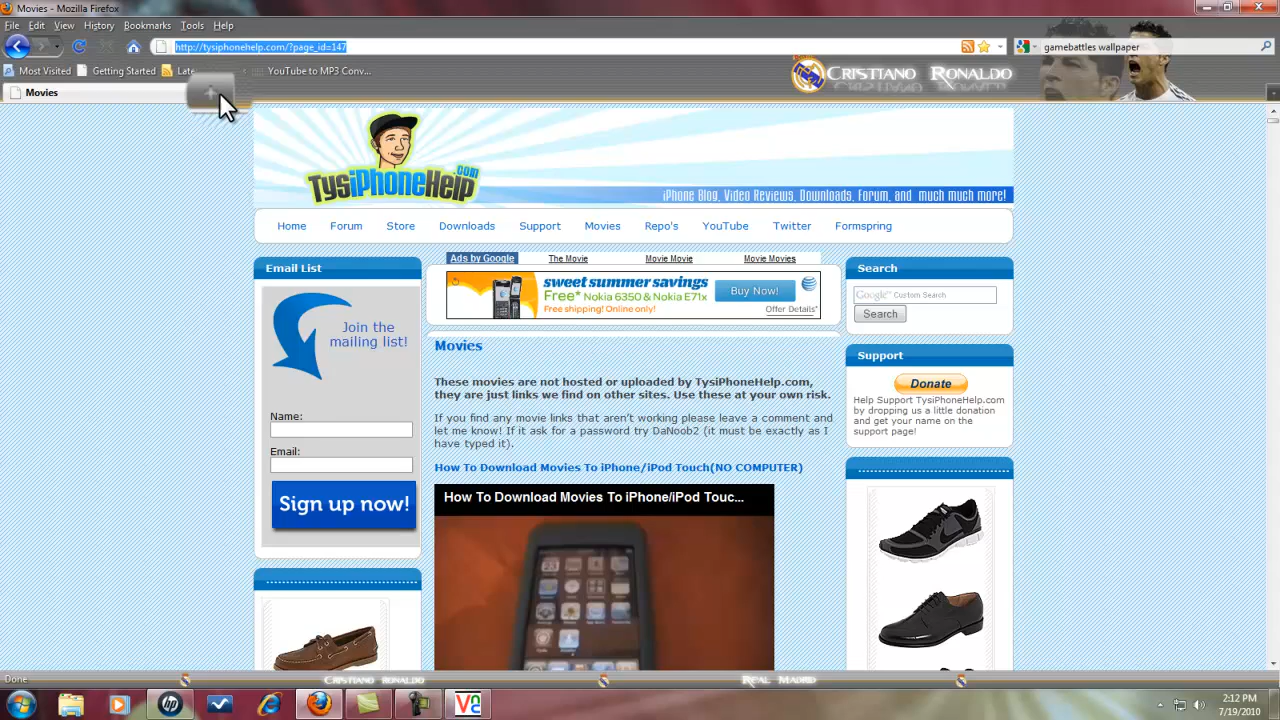 Movies - Mozilla Firefox
File Edit View History Bookmarks Tools Help
http://tysiphonehelp.com/?page_id=147
gamebattles wallpaper
Most Visited Getting Started Late YouTube to MP3 Conv...
Cristiano Ronaldo
Movies
TysiPhoneHelp.com
iPhone Blog, Video Reviews, Downloads, Forum, and much much more!
Home Forum Store Downloads Support Movies Repo's YouTube Twitter Formspring
Email List
Join the
mailing list!
Name:
Email:
Sign up now!
Ads by Google The Movie Movie Movie Movie Movies
sweet summer savings
Free* Nokia 6350 & Nokia E71x
Free shipping! Online only!
Buy Now!
at&t
Offer Details*
Movies
These movies are not hosted or uploaded by TysiPhoneHelp.com,
they are just links we find on other sites. Use these at your own risk.
If you find any movie links that aren't working please leave a comment and
let me know! If it ask for a password try DaNoob2 (it must be exactly as I
have typed it).
How To Download Movies To iPhone/iPod Touch(NO COMPUTER)
How To Download Movies To iPhone/iPod Touc...
Search
Google™ Custom Search
Search
Support
Donate
Help Support TysiPhoneHelp.com
by dropping us a little donation
and get your name on the
support page!
Done
Cristiano Ronaldo
Real Madrid
2:12 PM
7/19/2010